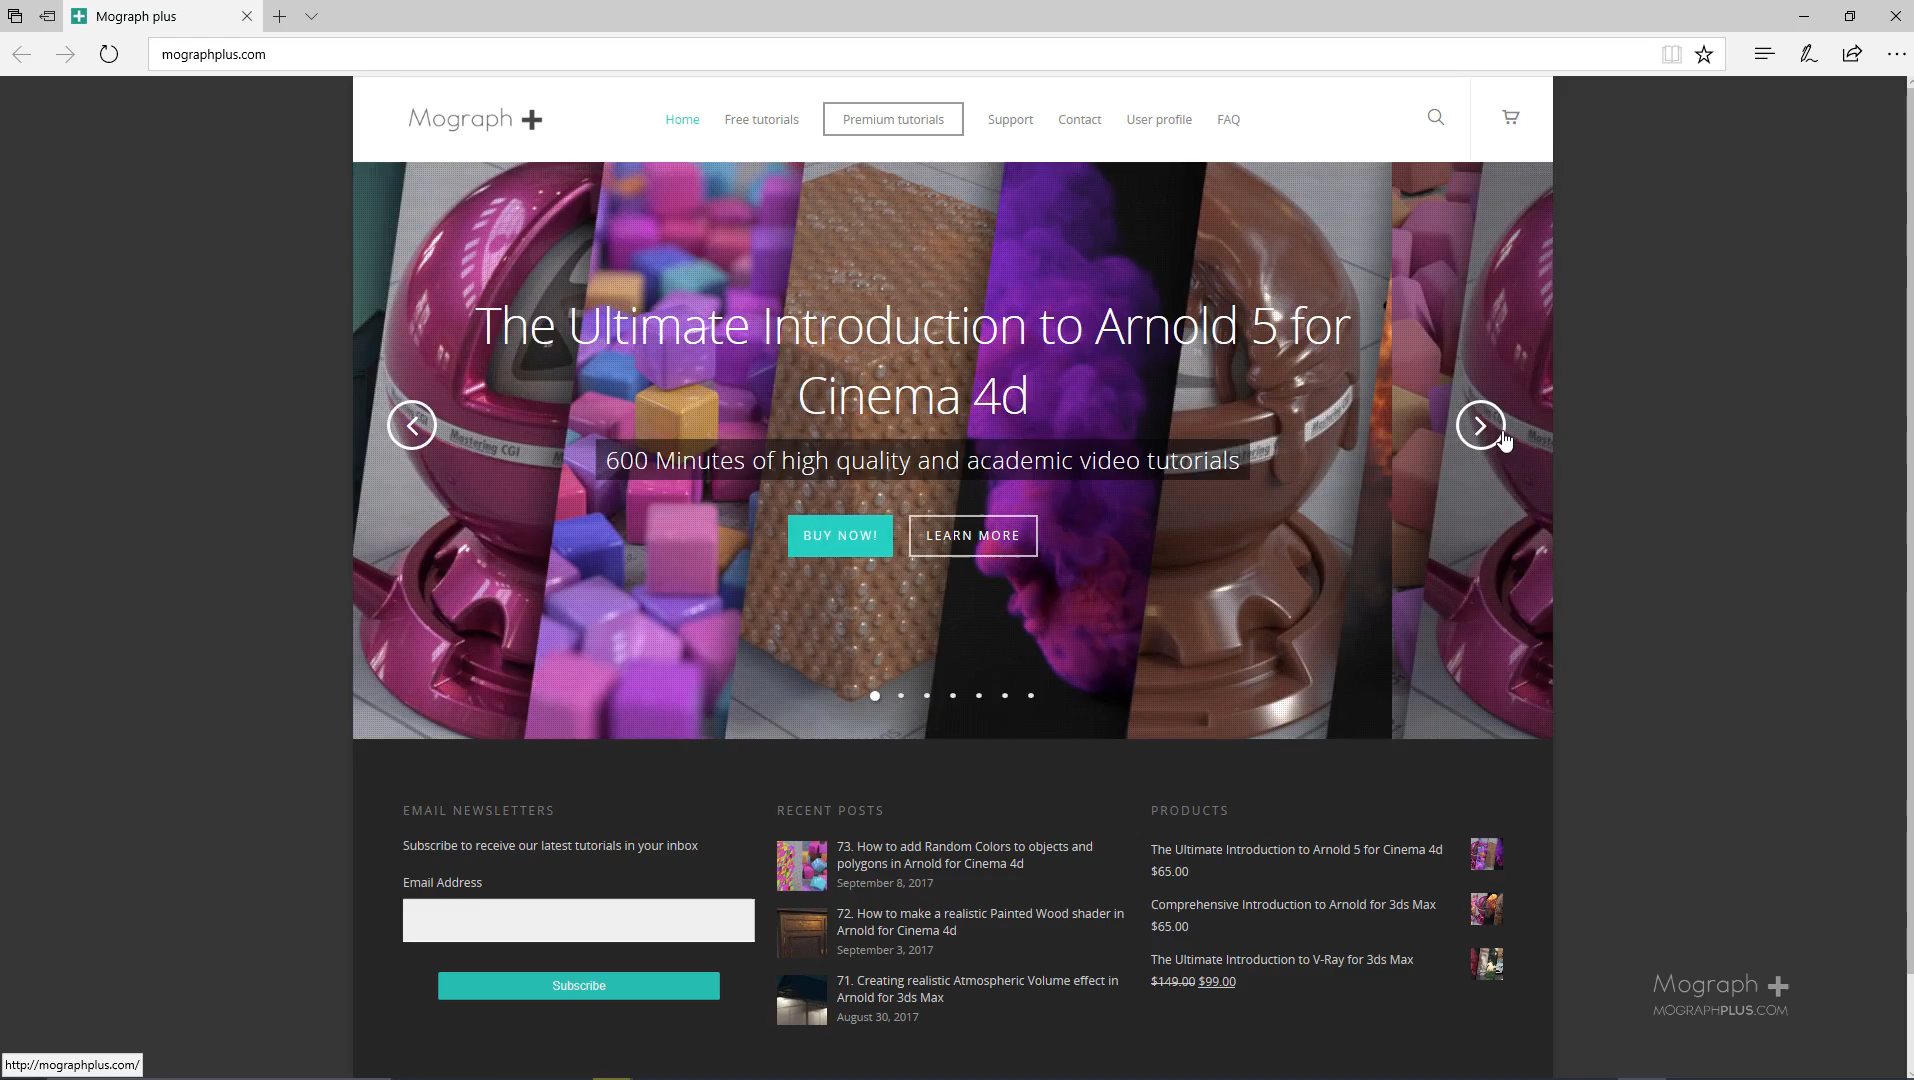 Mograph plus
mographplus.com
Mograph
Home
Free tutorials
Premium tutorials
Support
Contact
User profile
FAQ
The Ultimate Introduction to Arnold 5 for
Cinema 4d
600 Minutes of high quality and academic video tutorials
BUY NOW!
LEARN MORE
Mastering CGI
EMAIL NEWSLETTERS
Subscribe to receive our latest tutorials in your inbox
Email Address
Subscribe
RECENT POSTS
73. How to add Random Colors to objects and
polygons in Arnold for Cinema 4d
September 8, 2017
72. How to make a realistic Painted Wood shader in
Arnold for Cinema 4d
September 3, 2017
71. Creating realistic Atmospheric Volume effect in
Arnold for 3ds Max
August 30, 2017
PRODUCTS
The Ultimate Introduction to Arnold 5 for Cinema 4d
$65.00
Comprehensive Introduction to Arnold for 3ds Max
$65.00
The Ultimate Introduction to V-Ray for 3ds Max
$149.00 $99.00
Mograph
MOGRAPHPLUS.COM
http://mographplus.com/